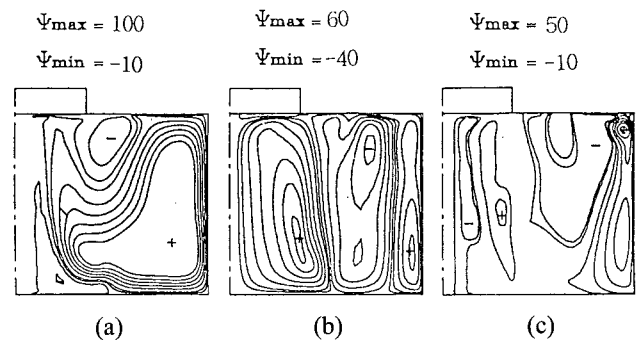 Ψmax = 100 Ψmax = 60 Ψmax = 50
Ψmin = -10 Ψmin = -40 Ψmin = -10
- - -
- +
+ + +
(a) (b) (c)